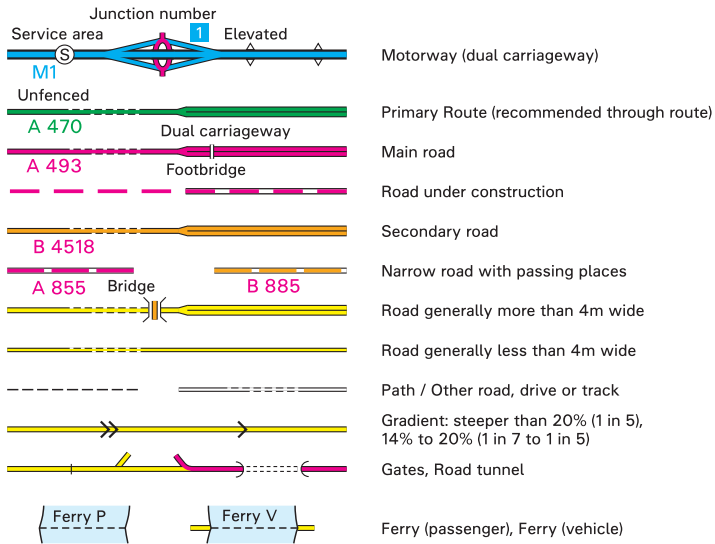 Junction number
Service area
1
Elevated
S
M1
Motorway (dual carriageway)
Unfenced
A 470
Primary Route (recommended through route)
Dual carriageway
A 493
Main road
Footbridge
Road under construction
B 4518
Secondary road
A 855
Bridge
B 885
Narrow road with passing places
Road generally more than 4m wide
Road generally less than 4m wide
Path / Other road, drive or track
Gradient: steeper than 20% (1 in 5),
14% to 20% (1 in 7 to 1 in 5)
Gates, Road tunnel
Ferry P
Ferry V
Ferry (passenger), Ferry (vehicle)